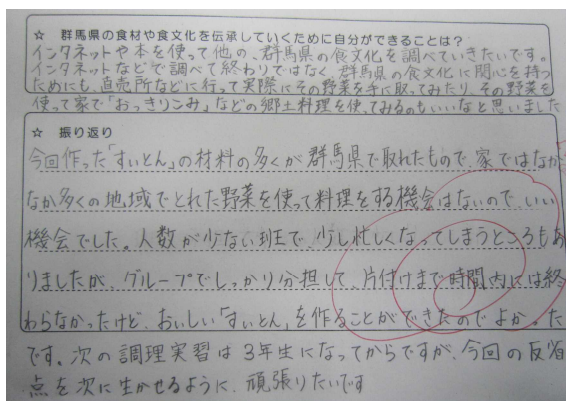 ☆ 群馬県の食材や食文化を伝承していくために自分ができることは？
インタネットや本を使って他の、群馬県の食文化を調べていきたいです。
インタネットなどで調べて終わりではなく、群馬県の食文化に関心を持つ
ためにも、直売所などに行って実際にその野菜を手に取ってみたり、その野菜を
使って家で「おっきりこみ」などの郷土料理を使ってみるのもいいなと思いました
☆ 振り返り
今回作った「すいとん」の材料の多くが群馬県で取れたもので、家ではなか
なか多くの地域でとれた野菜を使って料理をする機会はないので、いい
機会でした。人数が少ない班で、少し忙しくなってしまうところもあ
りましたが、グループでしっかり分担して、片付けまで時間内には終
わらなかったけど、おいしい「すいとん」を作ることができたのでよかった
です。次の調理実習は3年生になってからですが、今回の反省
点を次に生かせるように、頑張りたいです